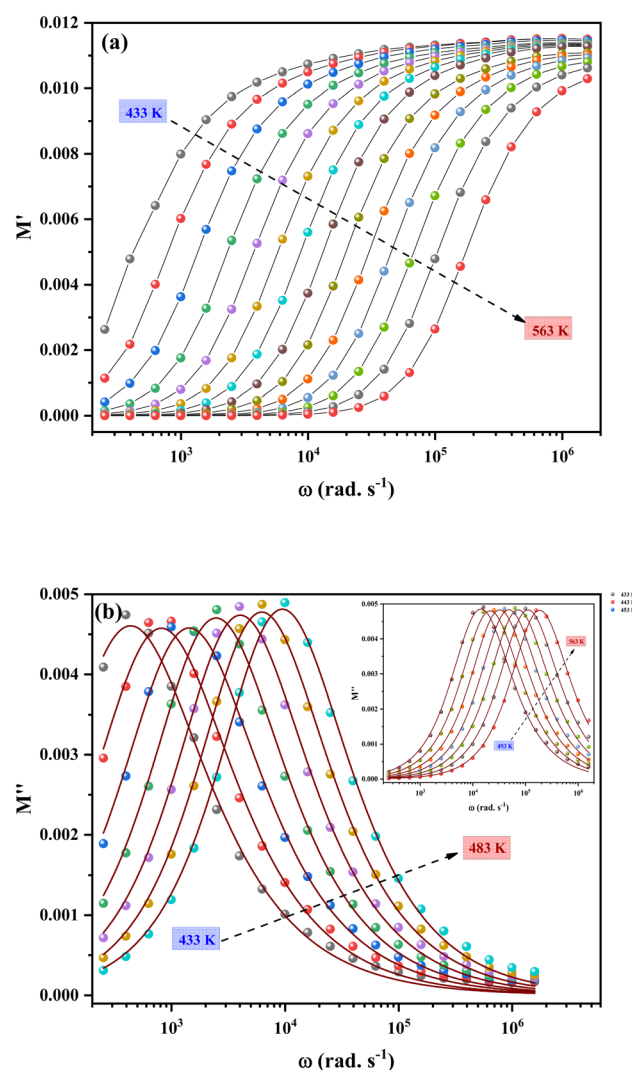 (a)
0.012
0.010
0.008
0.006
0.004
0.002
0.000
M'
433 K
563 K
10³ 10⁴ 10⁵ 10⁶
ω (rad. s⁻¹)
(b)
0.005
0.004
0.003
0.002
0.001
0.000
M''
433 K
483 K
10³ 10⁴ 10⁵ 10⁶
ω (rad. s⁻¹)
0.005
0.004
0.003
0.002
0.001
0.000
M''
563 K
493 K
10³ 10⁴ 10⁵ 10⁶
ω (rad. s⁻¹)
433 K
443 K
453 K